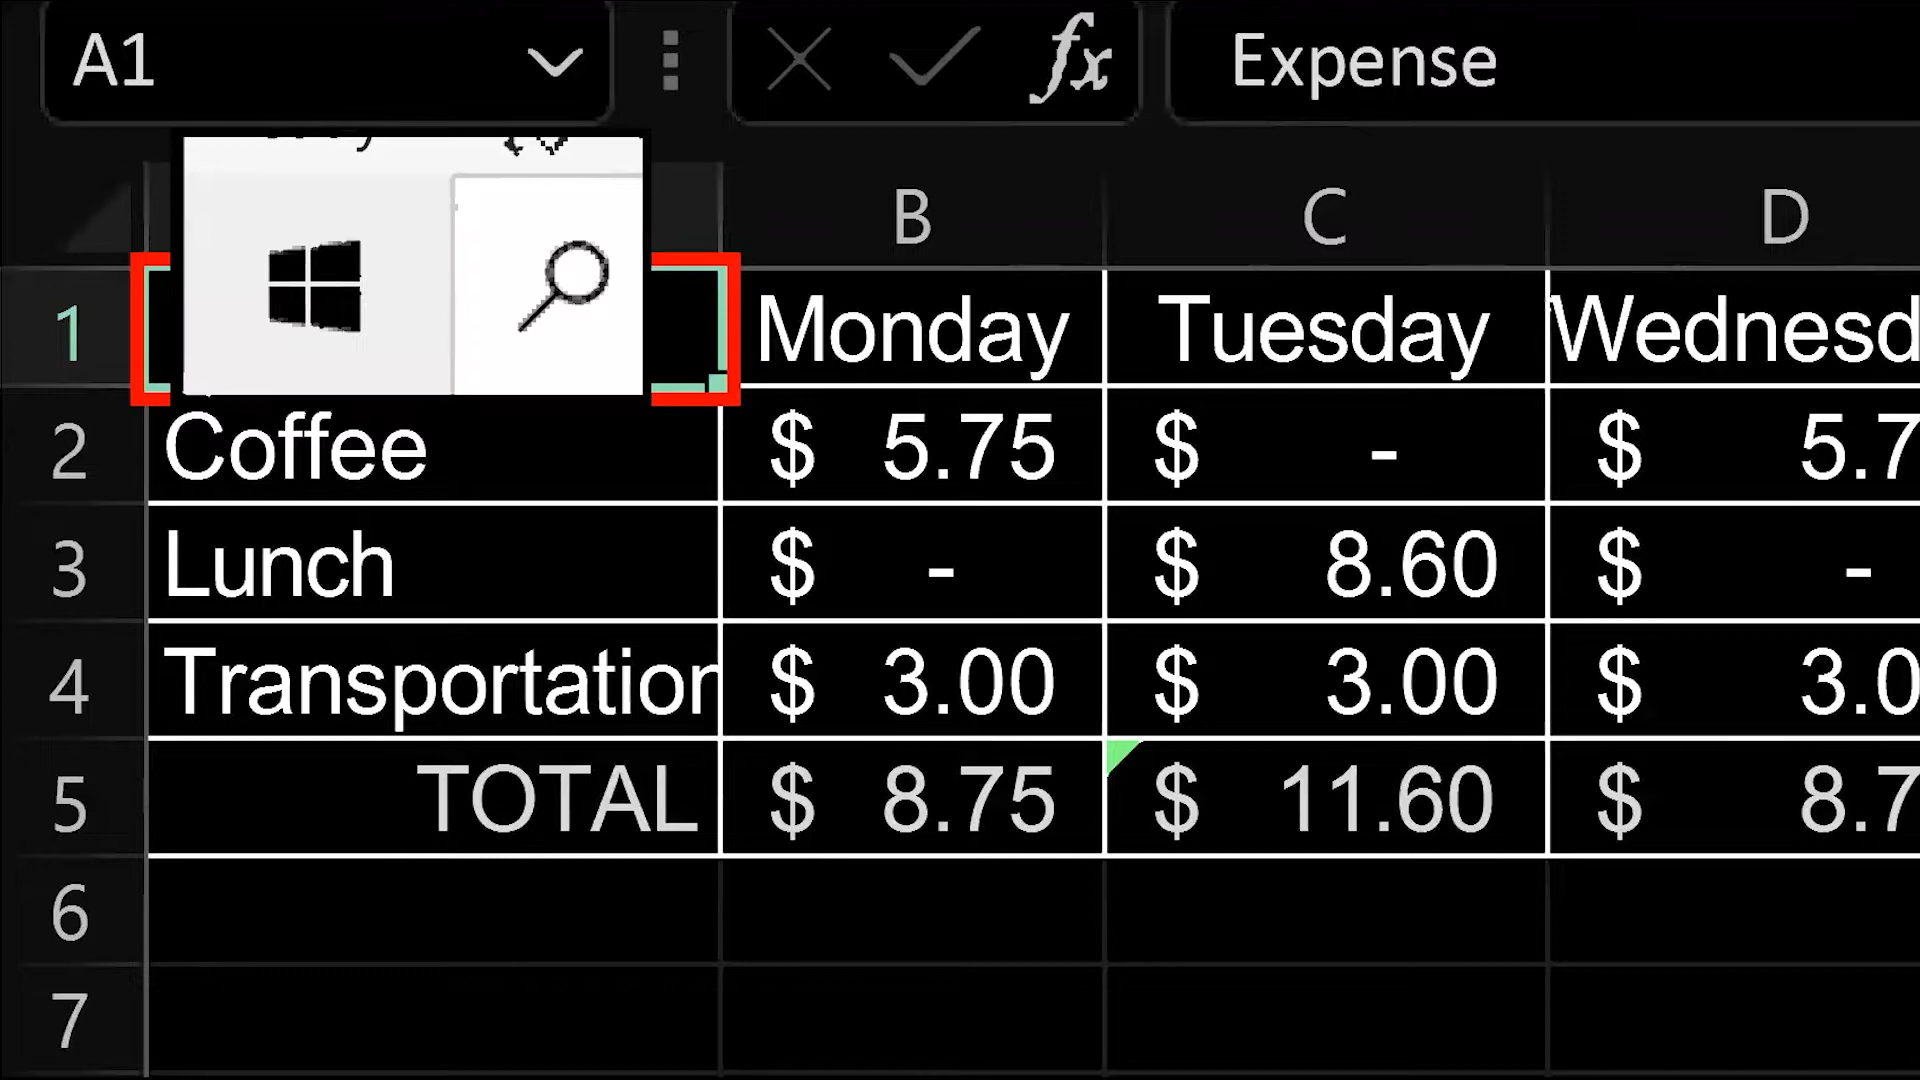 A1 fx Expense
B C D
1 Monday Tuesday Wednesd
2 Coffee $ 5.75 $ - $ 5.7
3 Lunch $ - $ 8.60 $ -
4 Transportation $ 3.00 $ 3.00 $ 3.0
5 TOTAL $ 8.75 $ 11.60 $ 8.7
6
7